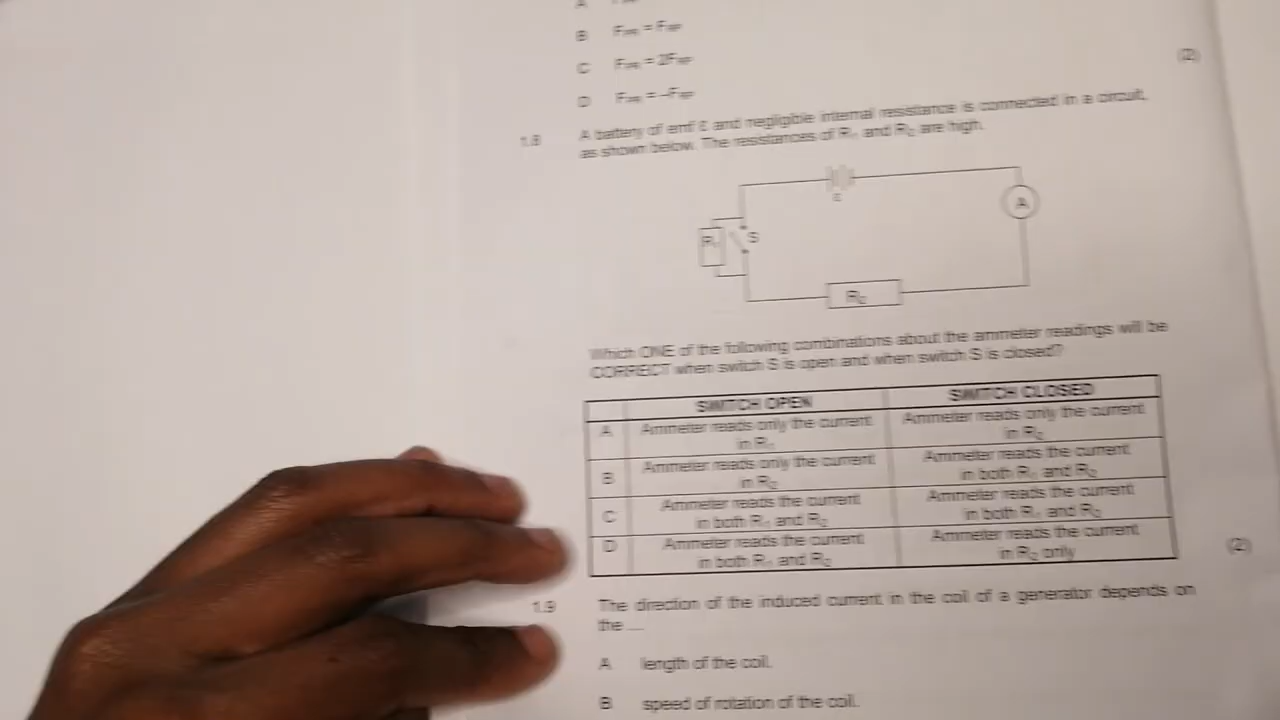 A
B
C
D
(2)
1.8 A battery of emf ε and negligible internal resistance is connected in a circuit,
as shown below. The resistances of R₁ and R₂ are high.
ε
A
R₁
S
R₂
Which ONE of the following combinations about the ammeter readings will be
CORRECT when switch S is open and when switch S is closed?
SWITCH OPEN SWITCH CLOSED
A Ammeter reads only the current in R₁ Ammeter reads only the current in R₂
B Ammeter reads only the current in R₂ Ammeter reads the current in both R₁ and R₂
C Ammeter reads the current in both R₁ and R₂ Ammeter reads the current in both R₁ and R₂
D Ammeter reads the current in both R₁ and R₂ Ammeter reads the current in R₂ only
(2)
1.9 The direction of the induced current in the coil of a generator depends on
the ...
A length of the coil.
B speed of rotation of the coil.